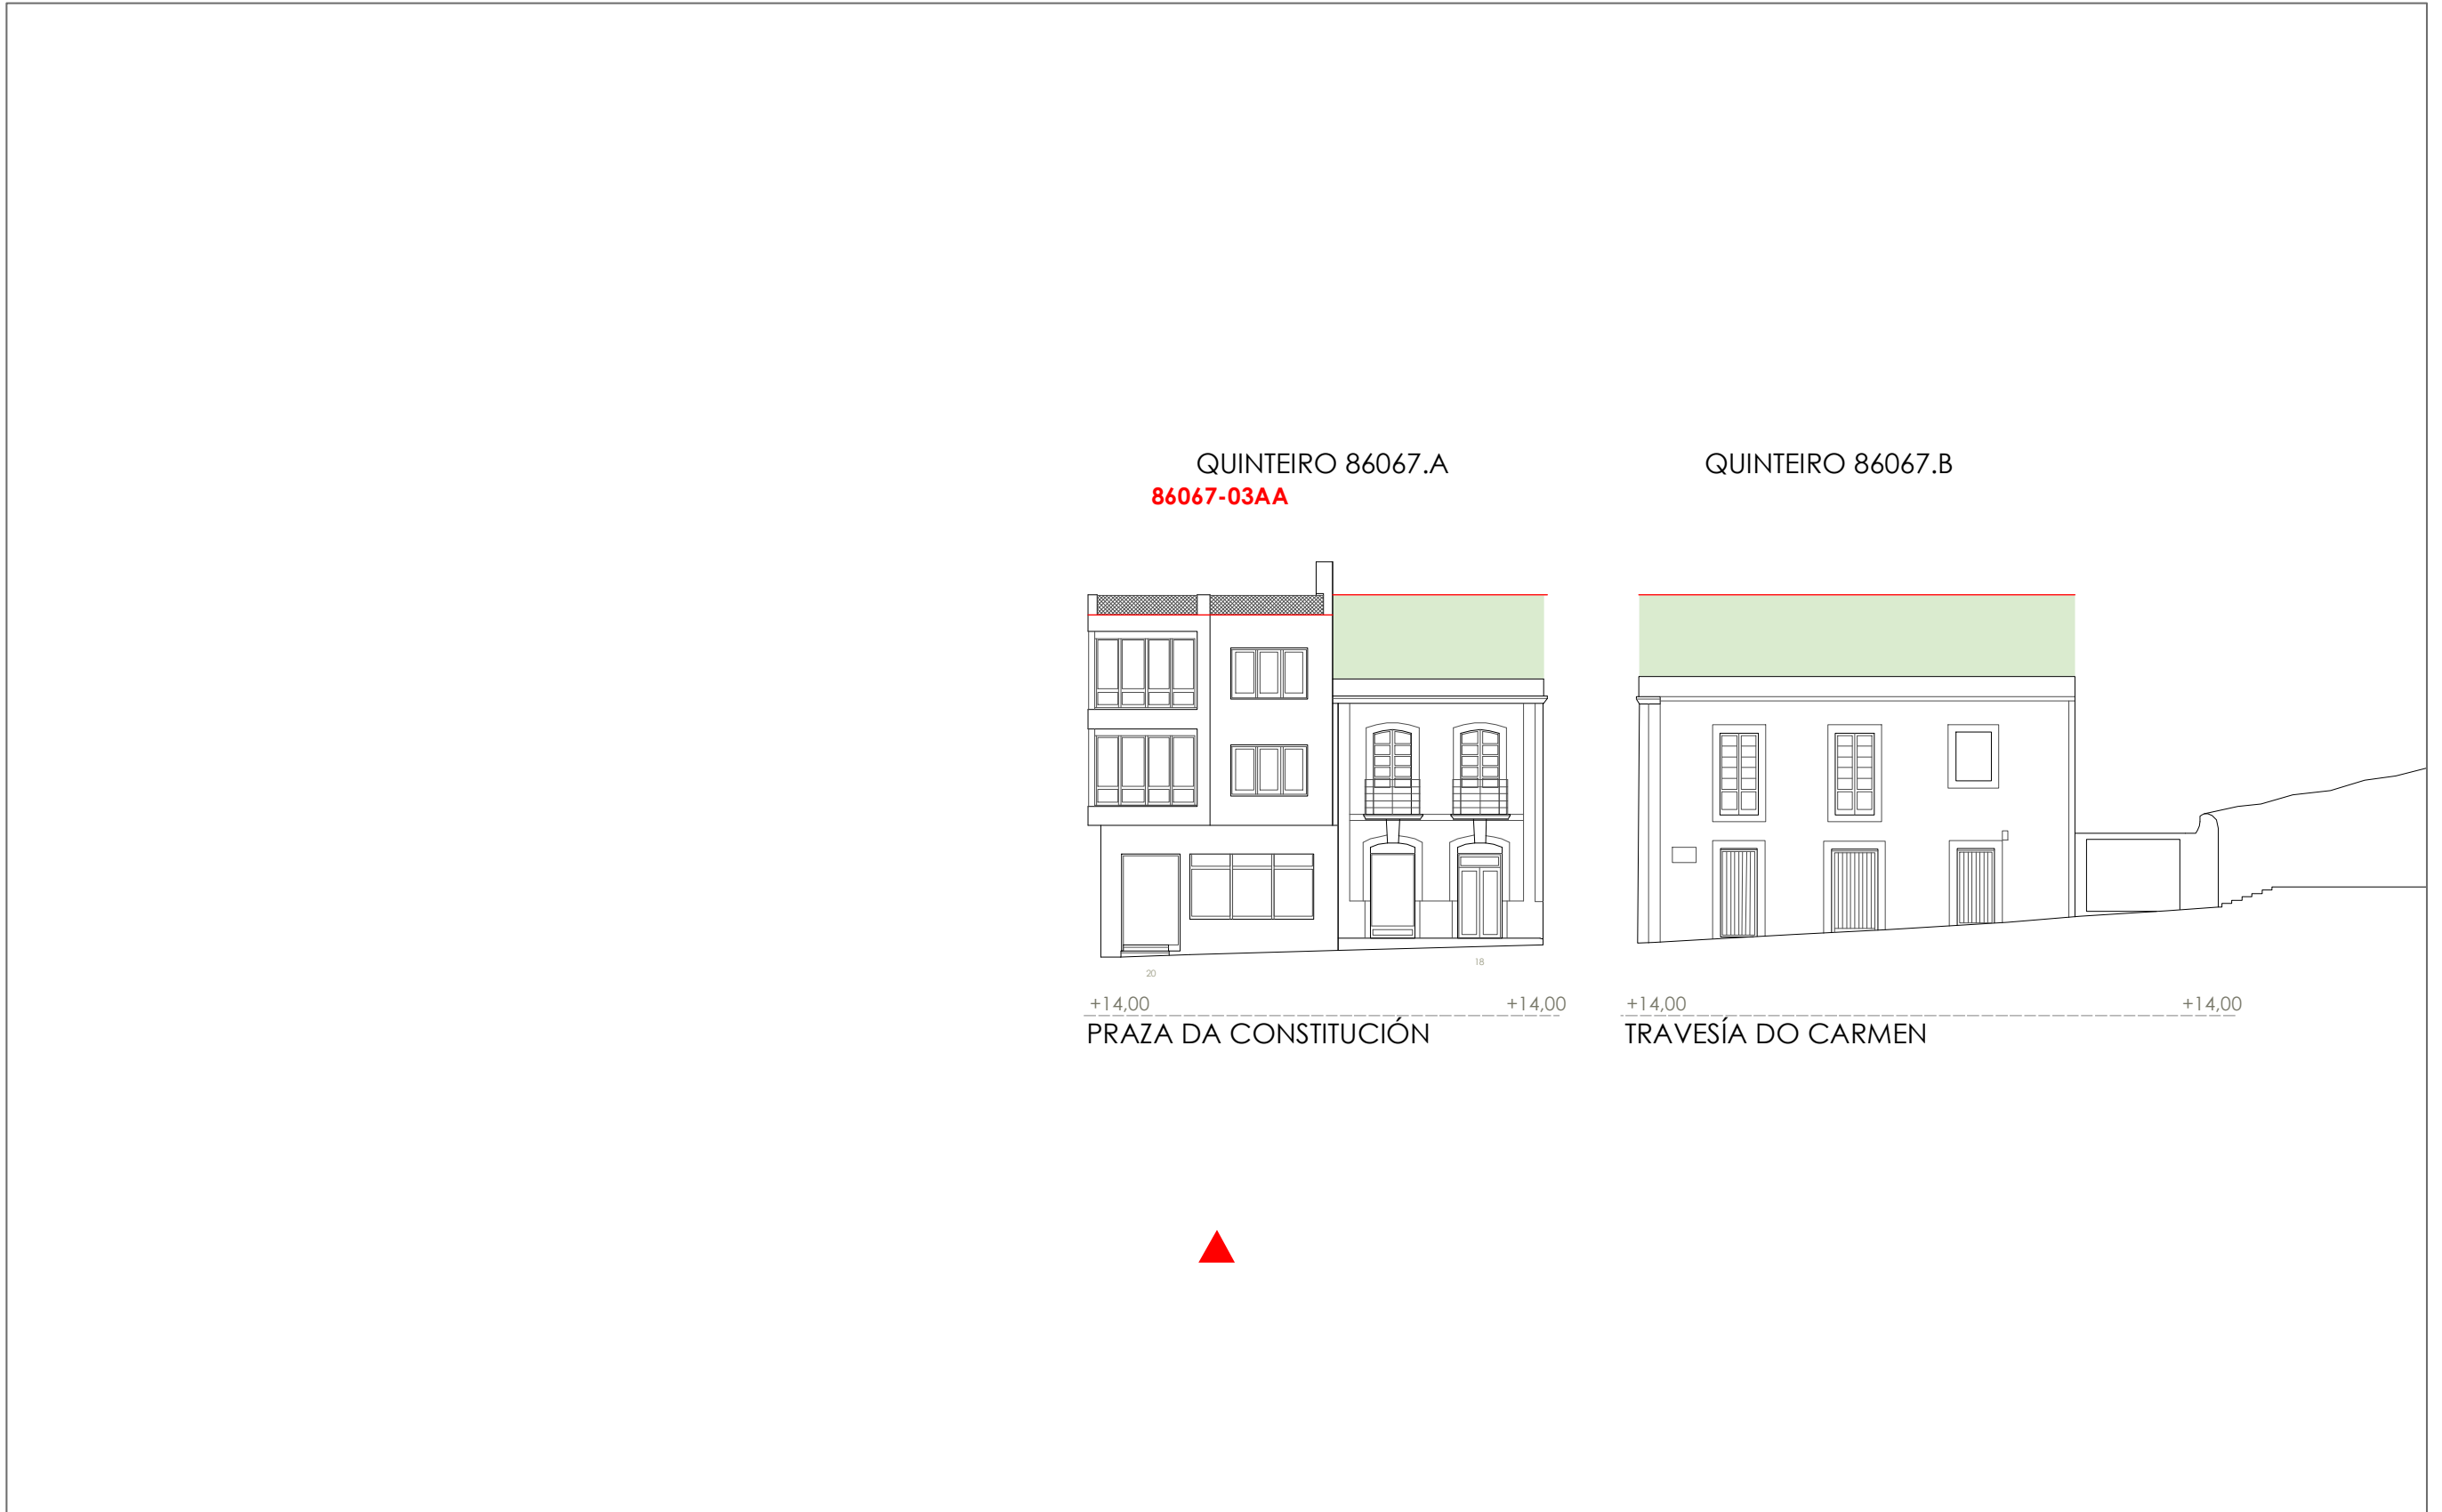 QUINTEIRO 86067.A
86067-03AA
20
18
+14,00
+14,00
PRAZA DA CONSTITUCIÓN
QUINTEIRO 86067.B
+14,00
+14,00
TRAVESÍA DO CARMEN